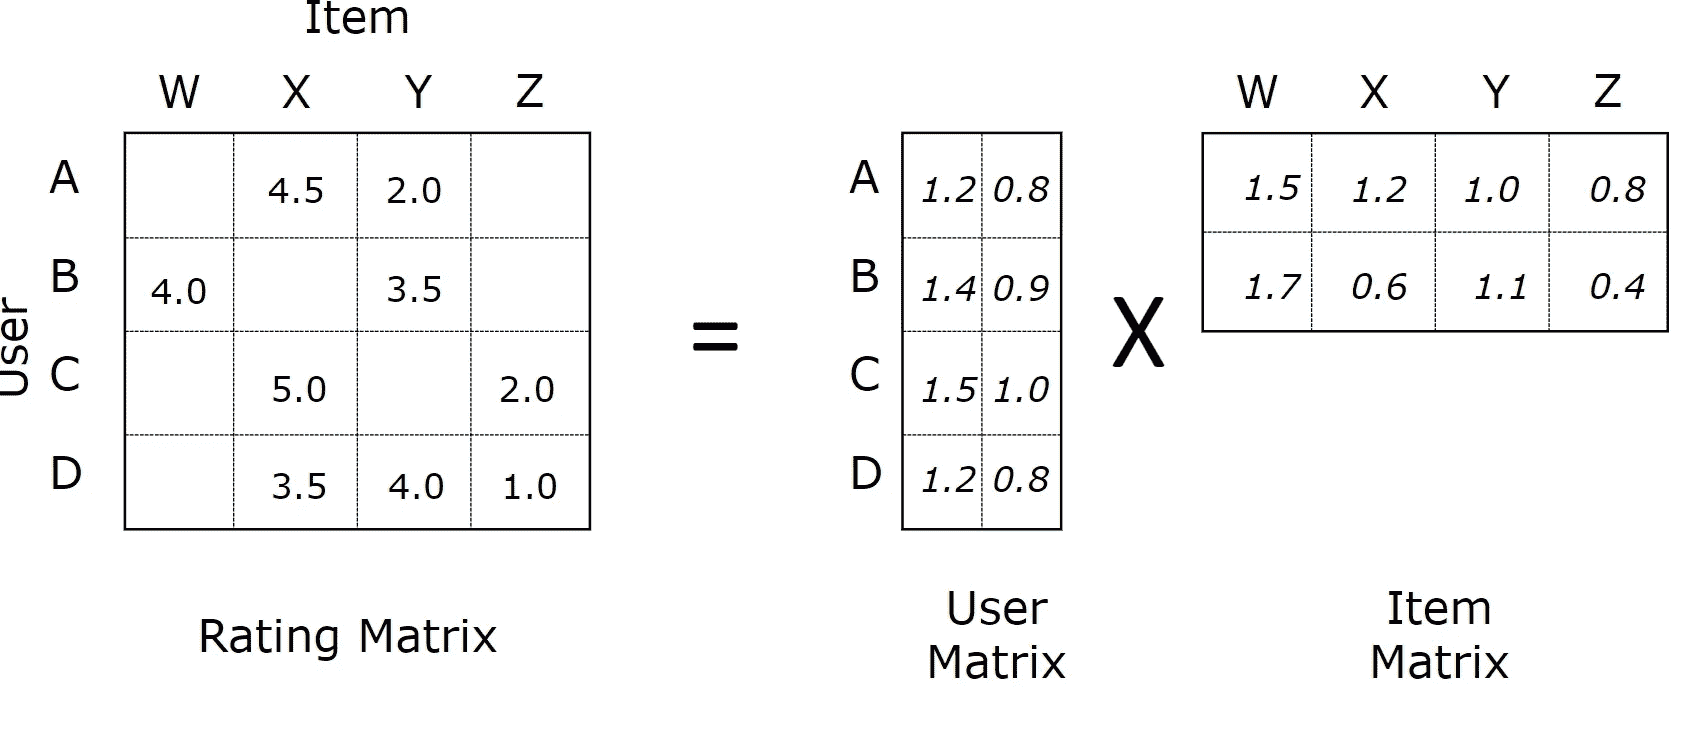 Item
W X Y Z
A 4.5 2.0
B 4.0 3.5
C 5.0 2.0
D 3.5 4.0 1.0
User
Rating Matrix
=
A 1.2 0.8
B 1.4 0.9
C 1.5 1.0
D 1.2 0.8
User
Matrix
X
W X Y Z
1.5 1.2 1.0 0.8
1.7 0.6 1.1 0.4
Item
Matrix